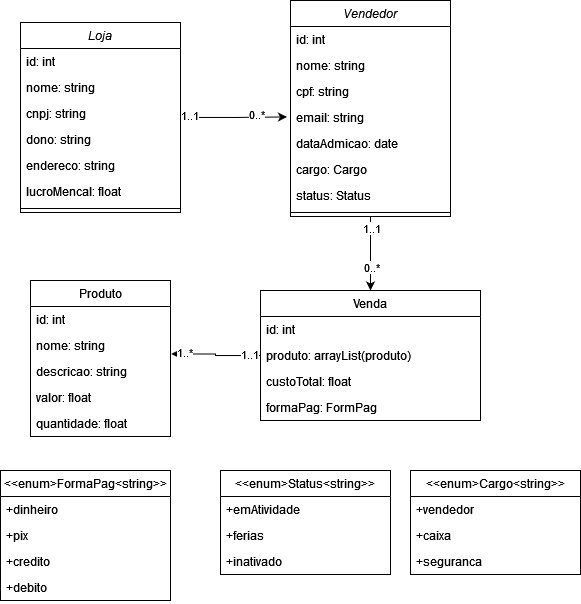 Loja
id: int
nome: string
cnpj: string
dono: string
endereco: string
lucroMencal: float
1..1
0..*
Vendedor
id: int
nome: string
cpf: string
email: string
dataAdmicao: date
cargo: Cargo
status: Status
1..1
0..*
Produto
id: int
nome: string
descricao: string
valor: float
quantidade: float
1..*
1..1
Venda
id: int
produto: arrayList(produto)
custoTotal: float
formaPag: FormPag
<<enum>FormaPag<string>>
+dinheiro
+pix
+credito
+debito
<<enum>Status<string>>
+emAtividade
+ferias
+inativado
<<enum>Cargo<string>>
+vendedor
+caixa
+seguranca